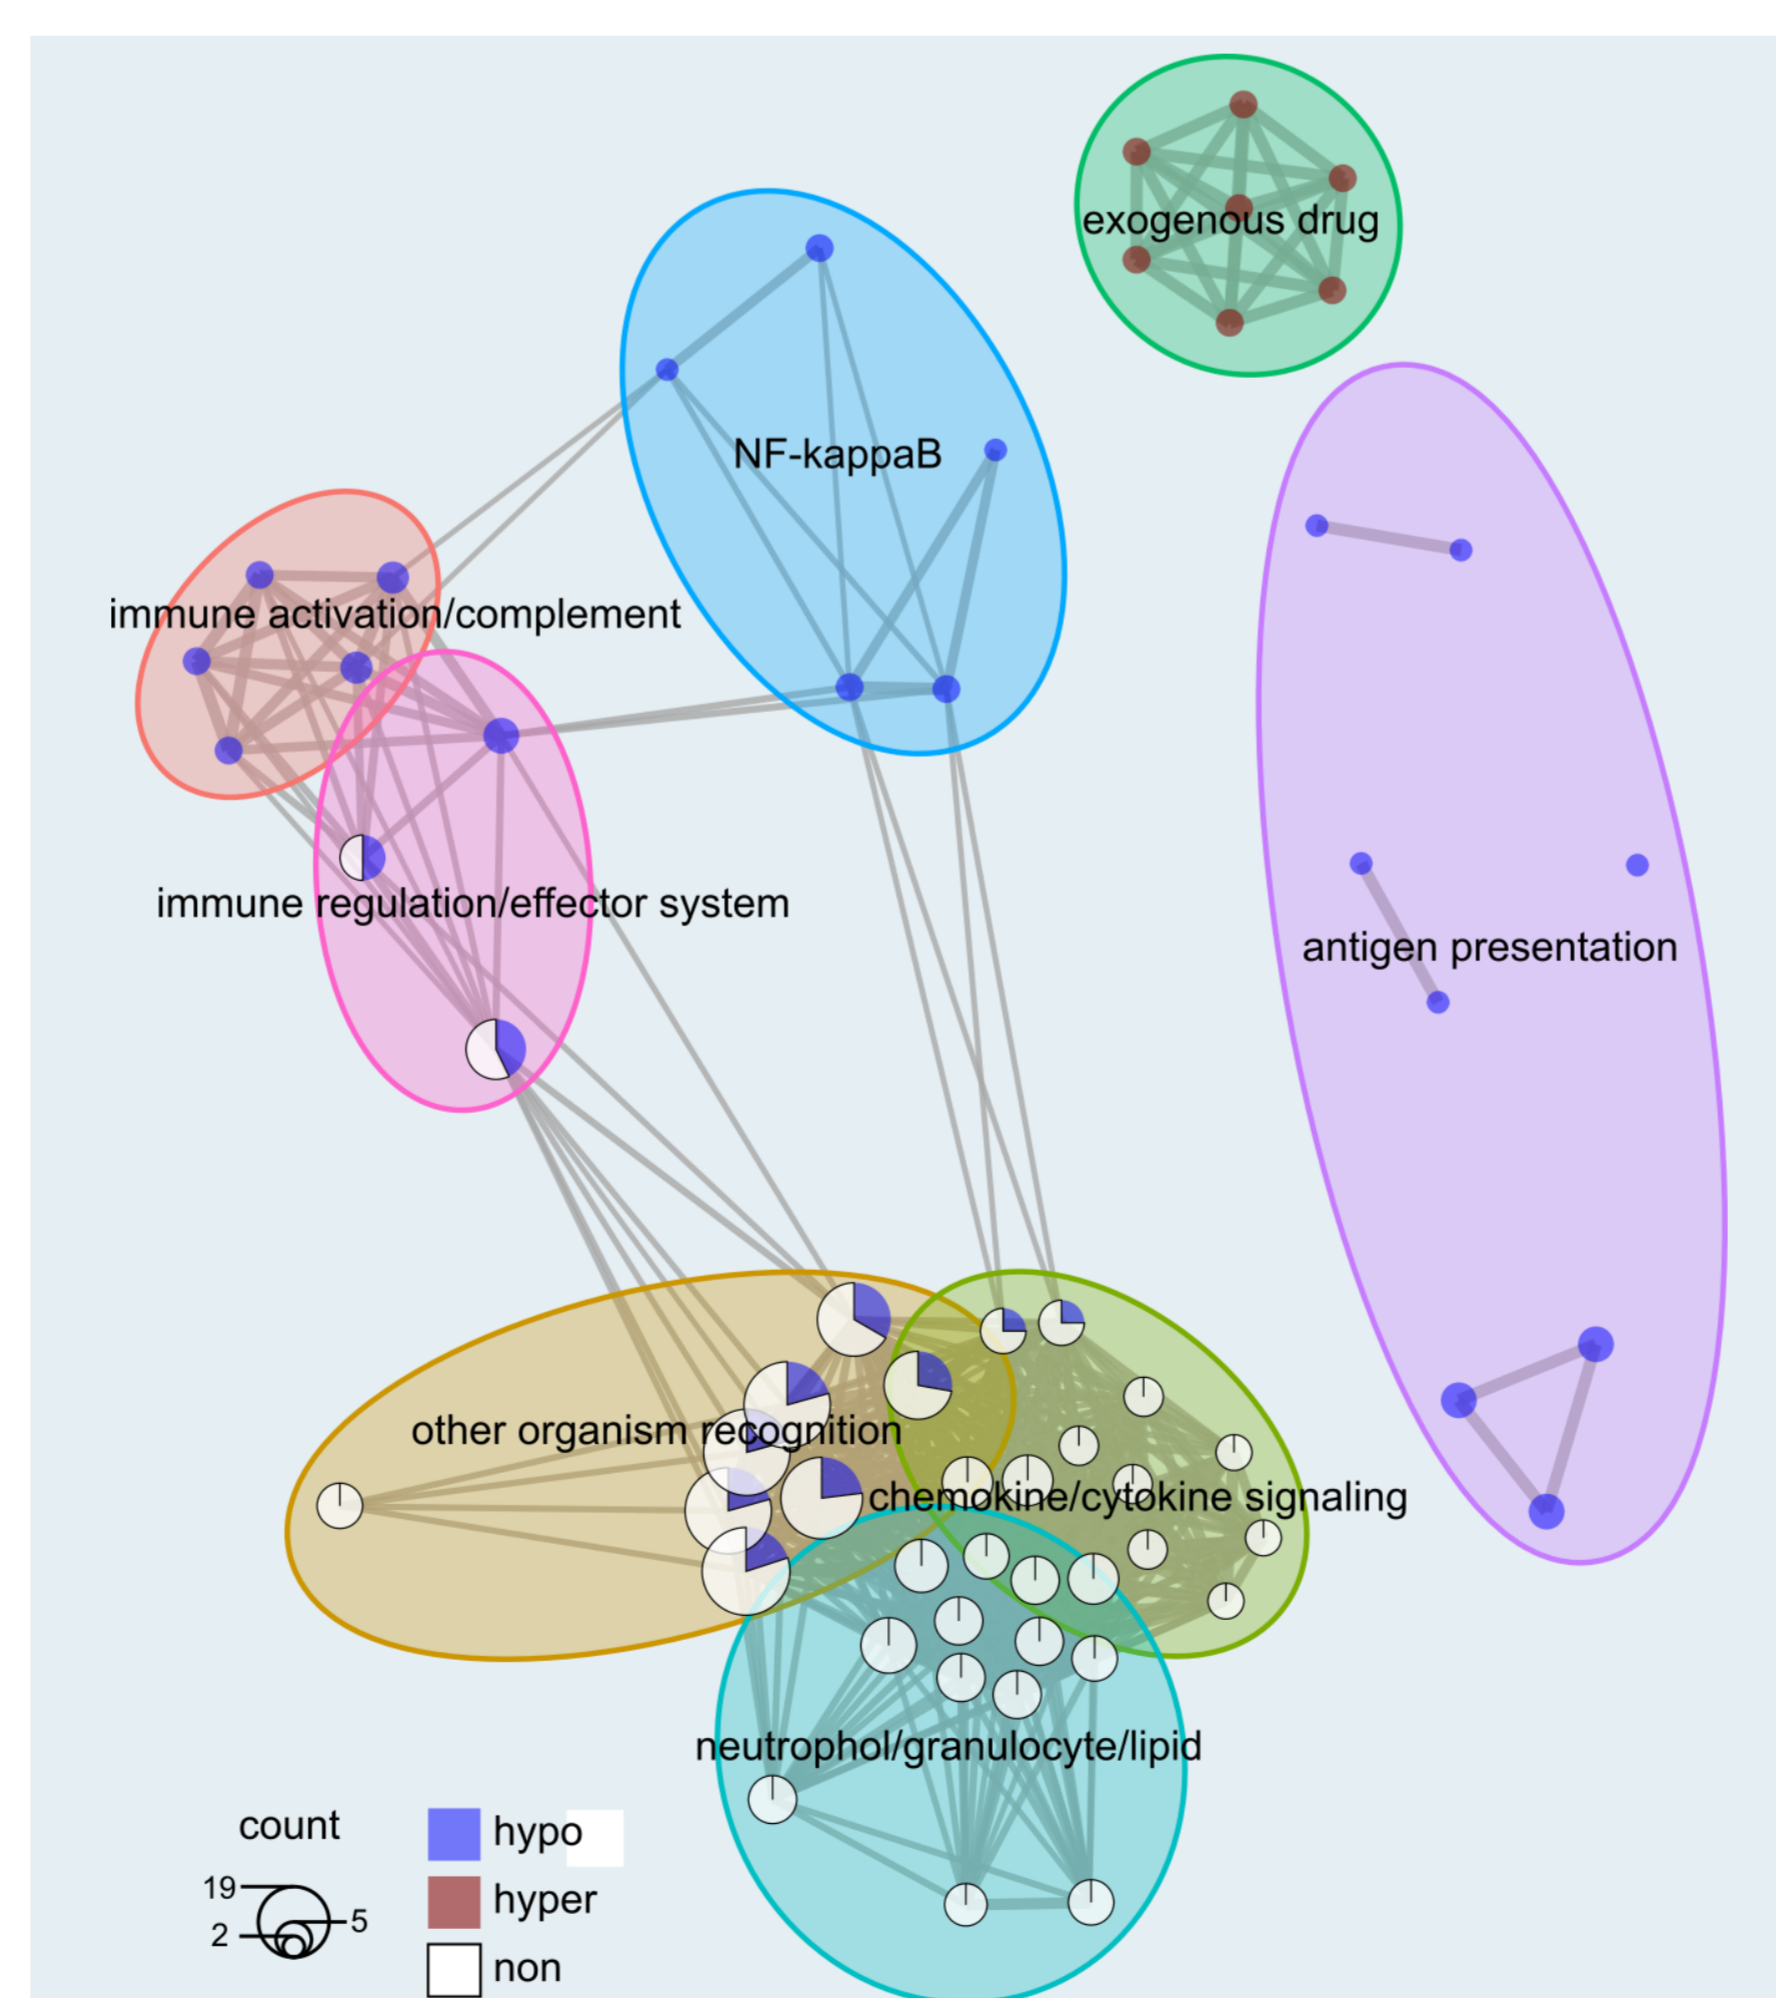 exogenous drug
NF-kappaB
immune activation/complement
immune regulation/effector system
antigen presentation
other organism recognition
chemokine/cytokine signaling
neutrophol/granulocyte/lipid
count
19
5
2
hypo
hyper
non